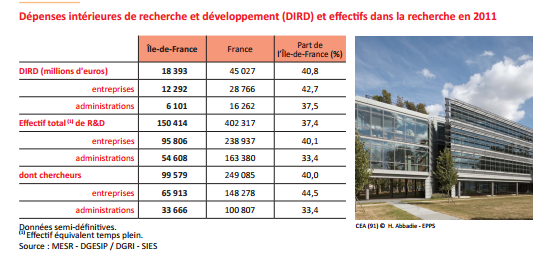 Dépenses intérieures de recherche et développement (DIRD) et effectifs dans la recherche en 2011
Île-de-France France Part de l'Île-de-France (%)
DIRD (millions d'euros) 18 393 45 027 40,8
entreprises 12 292 28 766 42,7
administrations 6 101 16 262 37,5
Effectif total (1) de R&D 150 414 402 317 37,4
entreprises 95 806 238 937 40,1
administrations 54 608 163 380 33,4
dont chercheurs 99 579 249 085 40,0
entreprises 65 913 148 278 44,5
administrations 33 666 100 807 33,4
Données semi-définitives.
(1) Effectif équivalent temps plein.
Source : MESR - DGESIP / DGRI - SIES
CEA (91) © H. Abbadie - EPPS